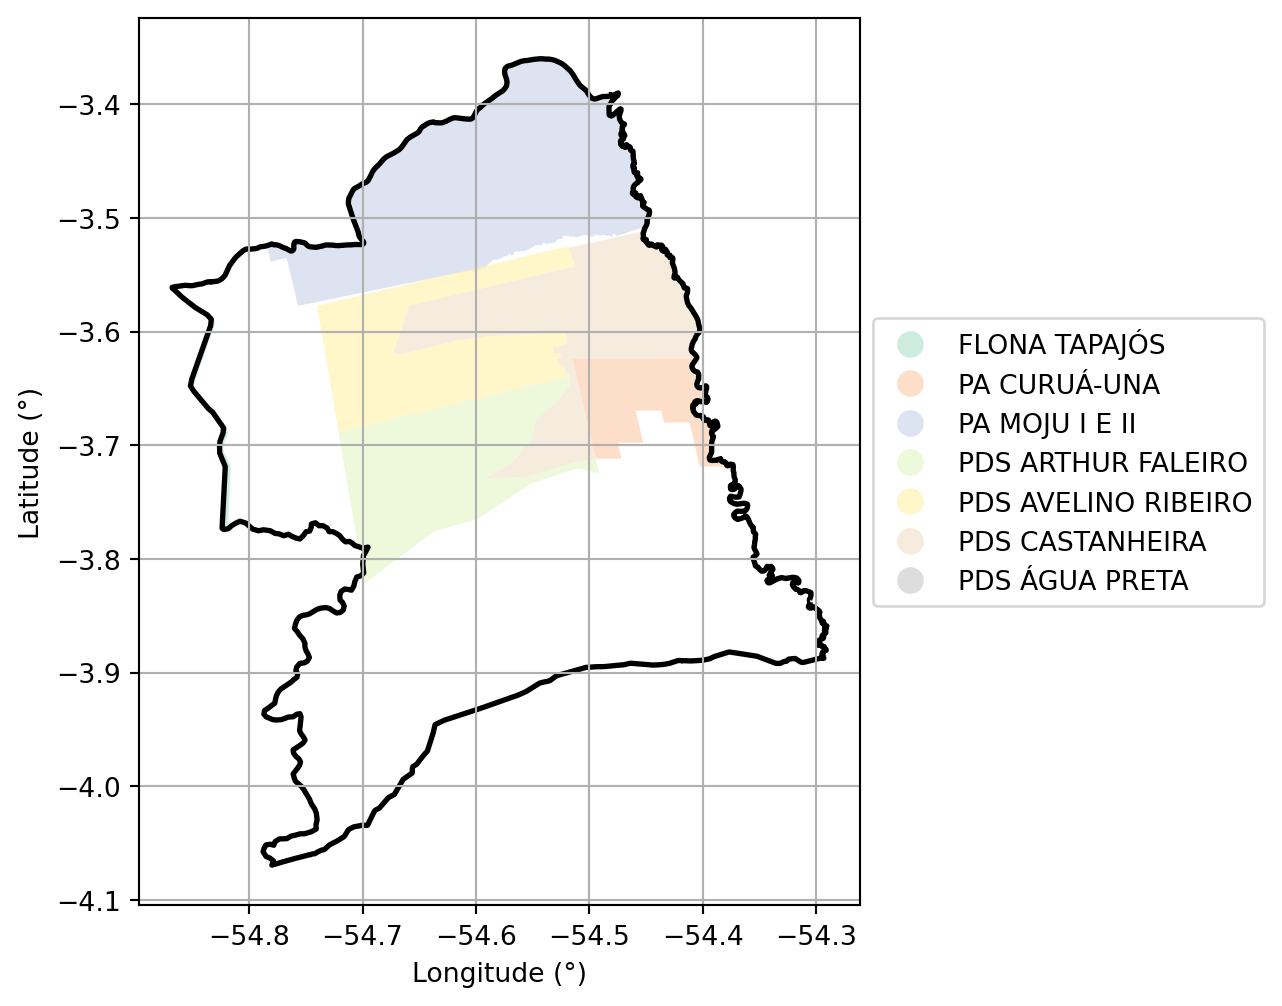 −3.4
−3.5
−3.6
−3.7
−3.8
−3.9
−4.0
−4.1
Latitude (°)
−54.8 −54.7 −54.6 −54.5 −54.4 −54.3
Longitude (°)
FLONA TAPAJÓS
PA CURUÁ-UNA
PA MOJU I E II
PDS ARTHUR FALEIRO
PDS AVELINO RIBEIRO
PDS CASTANHEIRA
PDS ÁGUA PRETA